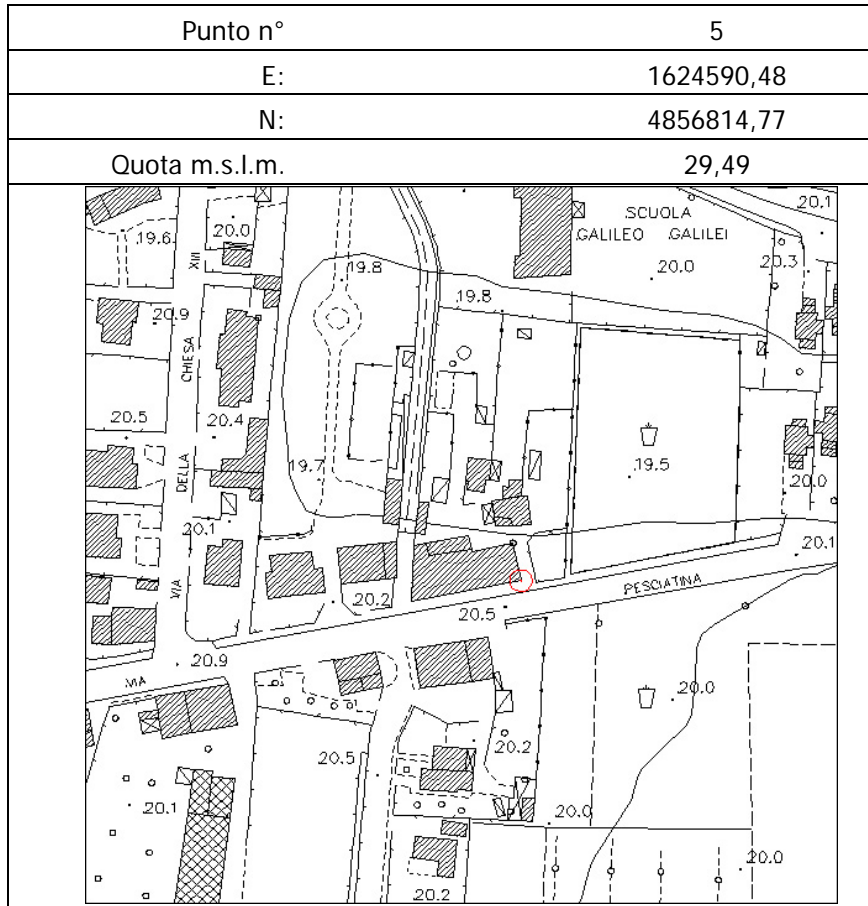 Punto n° 5
E: 1624590,48
N: 4856814,77
Quota m.s.l.m. 29,49
20.1
SCUOLA
20.0
19.6
GALILEO GALILEI
XIII
19.8
20.0
20.3
19.8
20.9
CHIESA
20.5
20.4
19.7
DELLA
19.5
20.0
20.1
20.1
VIA
PESCIATINA
20.2
20.5
20.9
VIA
20.0
20.2
20.5
20.1
20.0
20.0
20.2